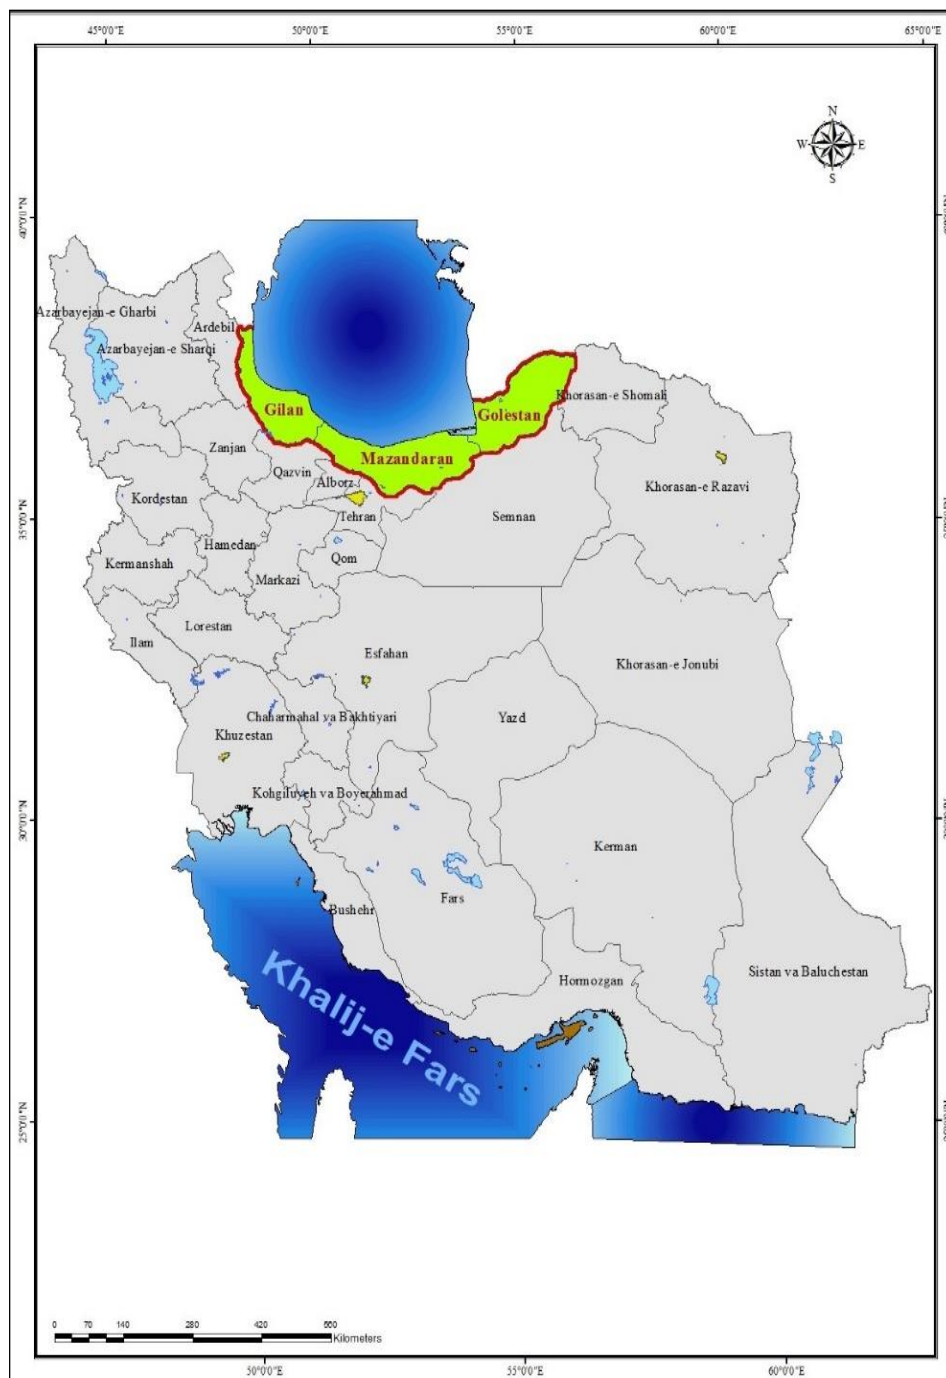 45°0'0"E 50°0'0"E 55°0'0"E 60°0'0"E 65°0'0"E
N
W E
S
40°0'0"N
Azarbayejan-e Gharbi
Ardebil
Azarbayejan-e Sharqi
Gilan
Golestan
Khorasan-e Shomali
Zanjan
Mazandaran
Qazvin
Alborz
Khorasan-e Razavi
Kordestan
Tehran
Semnan
35°0'0"N
Hamedan
Qom
Kermanshah
Markazi
Lorestan
Ilam
Esfahan
Khorasan-e Jonubi
Chaharmahal va Bakhtiyari
Yazd
Khuzestan
Kohgiluyeh va Boyerahmad
30°0'0"N
Kerman
Fars
Bushehr
Khalij-e Fars
Sistan va Baluchestan
Hormozgan
25°0'0"N
0 70 140 280 420 560
Kilometers
50°0'0"E 55°0'0"E 60°0'0"E